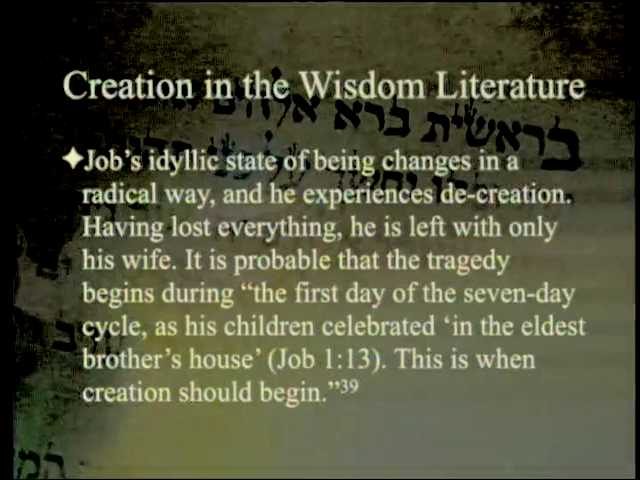 Creation in the Wisdom Literature
בראשית ברא אלהים
Job's idyllic state of being changes in a
radical way, and he experiences de-creation.
Having lost everything, he is left with only
his wife. It is probable that the tragedy
begins during “the first day of the seven-day
cycle, as his children celebrated ‘in the eldest
brother's house’ (Job 1:13). This is when
creation should begin.”³⁹